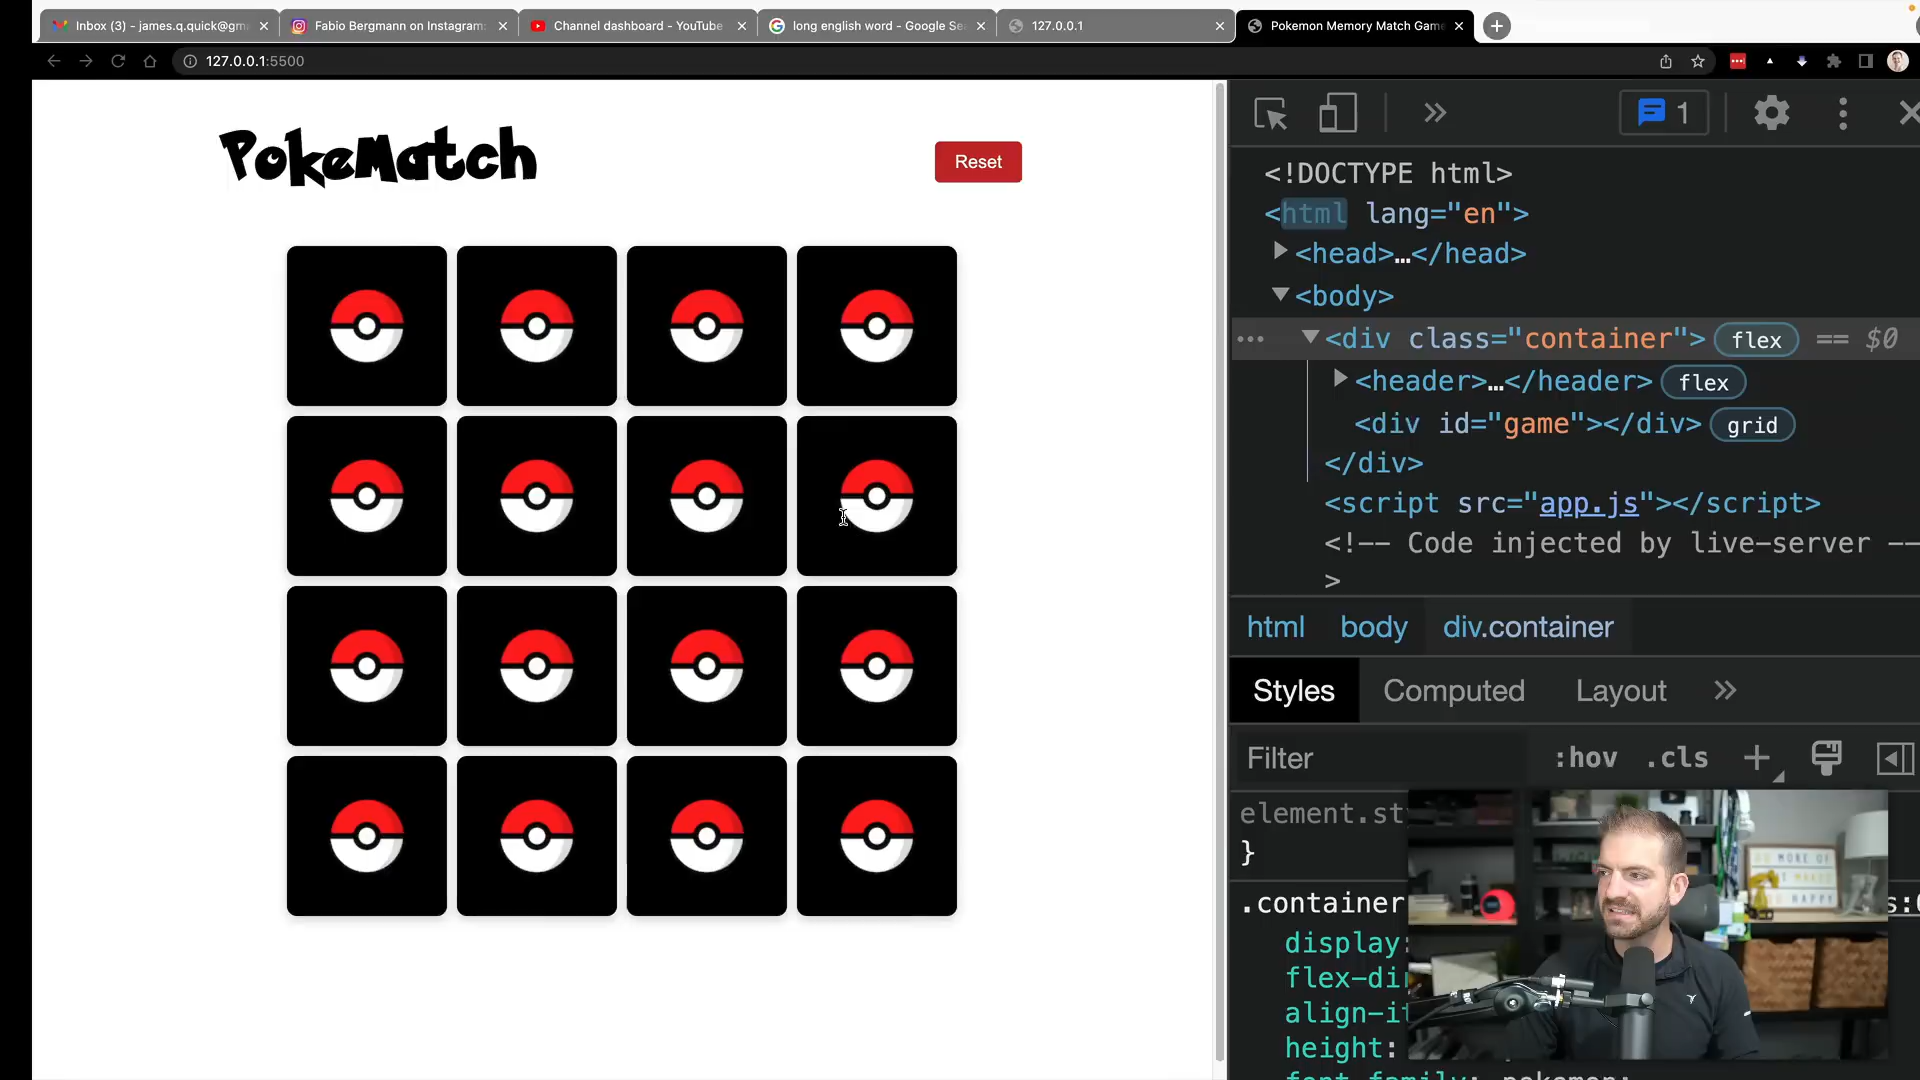 Inbox (3) - james.q.quick@gm
Fabio Bergmann on Instagram:
Channel dashboard - YouTube
long english word - Google Se
127.0.0.1
Pokemon Memory Match Game
127.0.0.1:5500
PokeMatch
Reset
1
<!DOCTYPE html>
<html lang="en">
<head>…</head>
<body>
<div class="container"> flex == $0
<header>…</header> flex
<div id="game"></div> grid
</div>
<script src="app.js"></script>
<!-- Code injected by live-server --
>
html body div.container
Styles Computed Layout
Filter :hov .cls
element.st
}
.container
display:
flex-di
align-it
height:
font-family: pokemon;